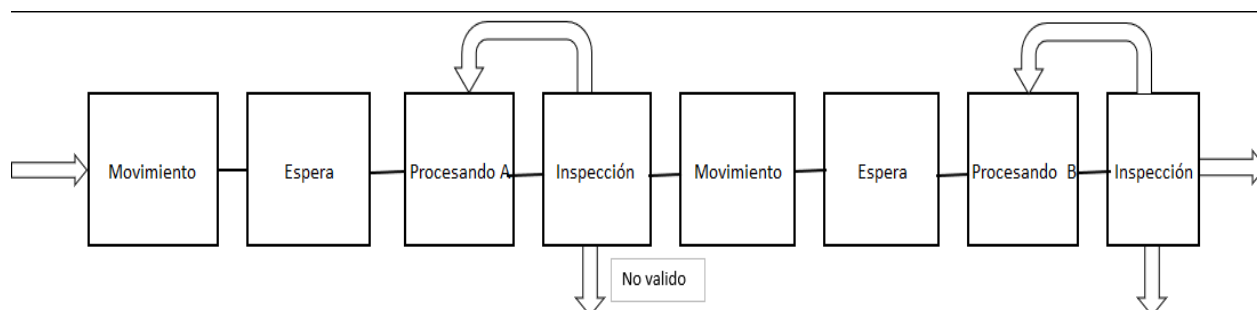 Movimiento
Espera
Procesando A
Inspección
Movimiento
Espera
Procesando B
Inspección
No valido